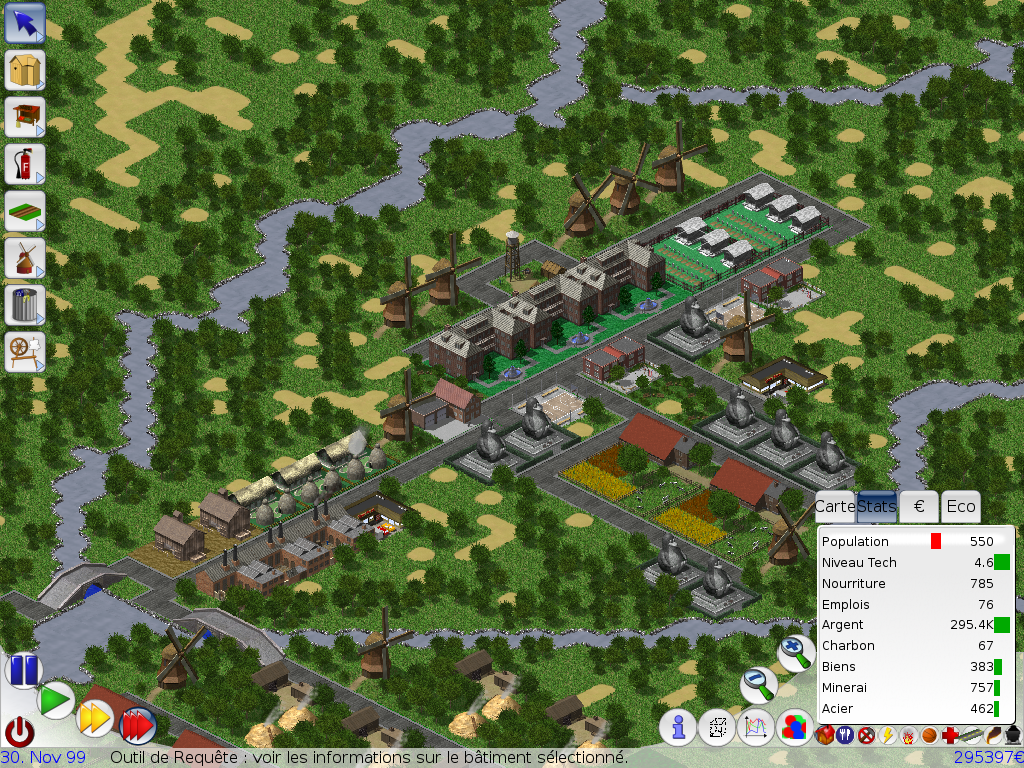 F
Carte Stats € Eco
Population 550
Niveau Tech 4.6
Nourriture 785
Emplois 76
Argent 295.4K
Charbon 67
Biens 383
Minerai 757
Acier 462
30. Nov 99 Outil de Requête : voir les informations sur le bâtiment sélectionné. 295397€